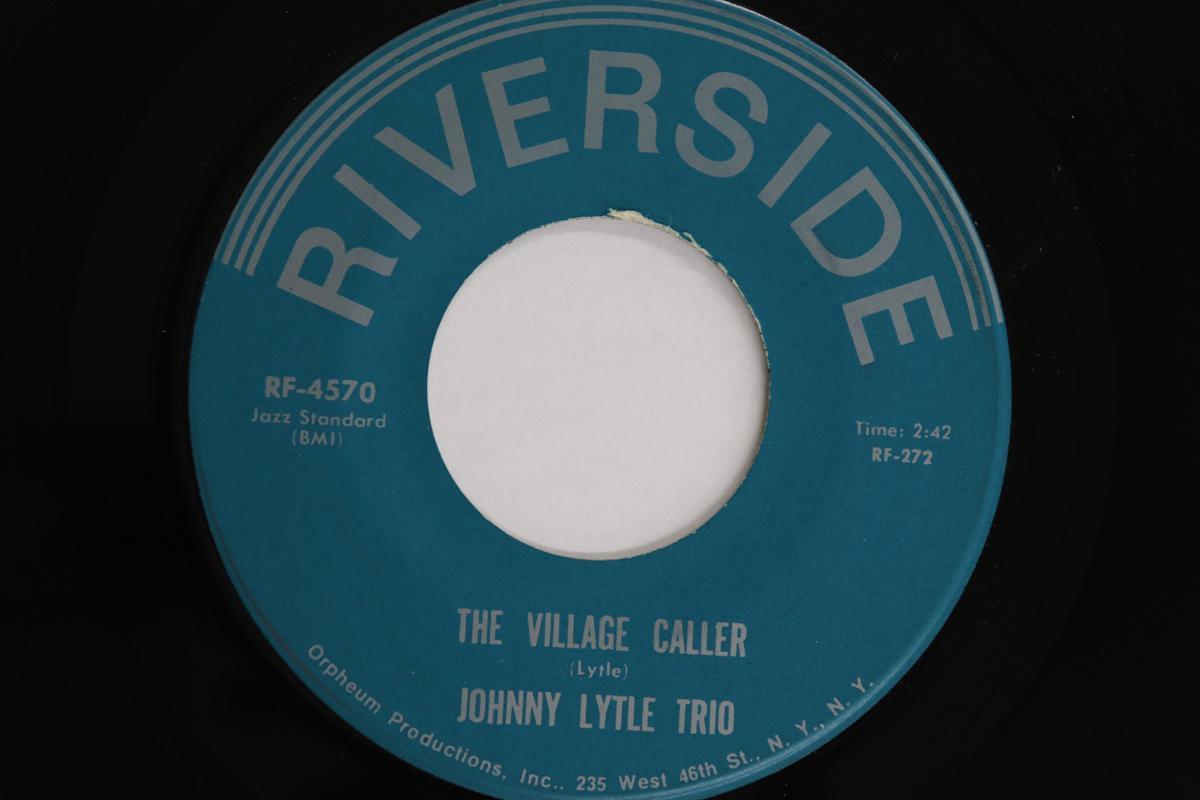 RIVERSIDE
RF-4570
Jazz Standard
(BMI)
Time: 2:42
RF-272
THE VILLAGE CALLER
(Lytle)
JOHNNY LYTLE TRIO
Orpheum Productions, Inc.. 235 West 46th St., N. Y., N. Y.